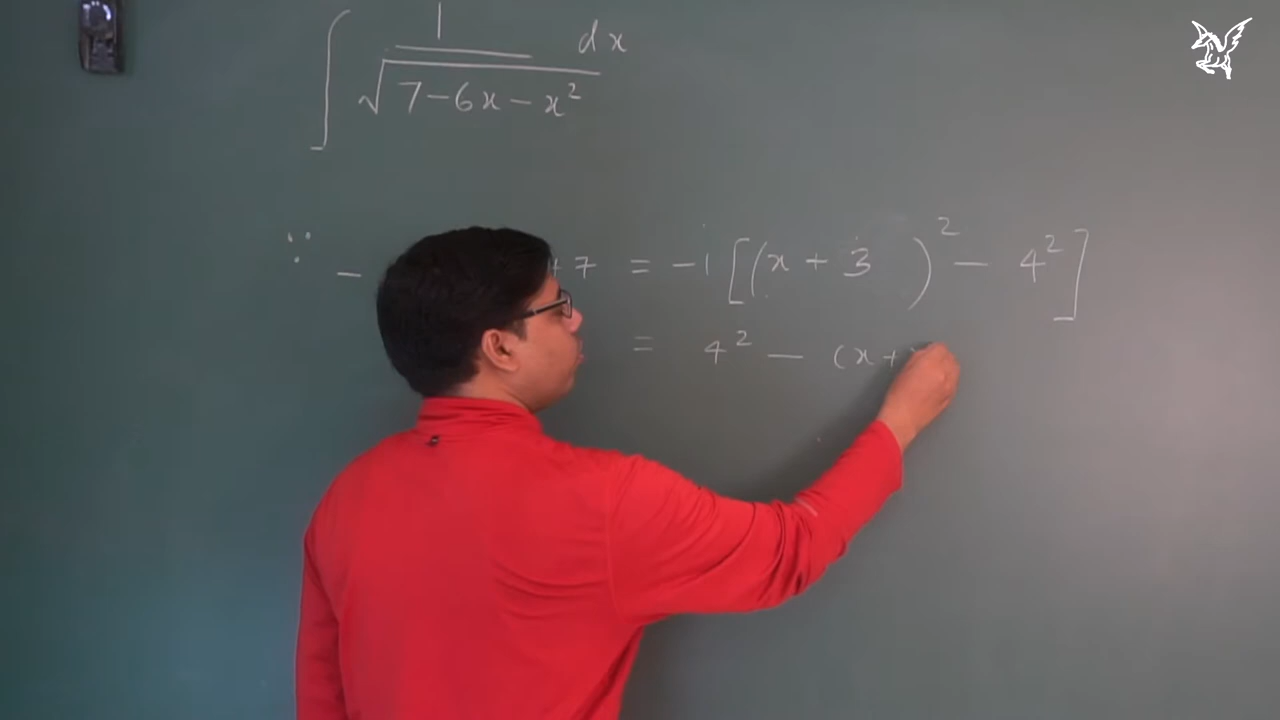 ∫ 1/√(7-6x-x²) dx
∵ - +7 = -1[(x+3)² - 4²]
= 4² - (x+